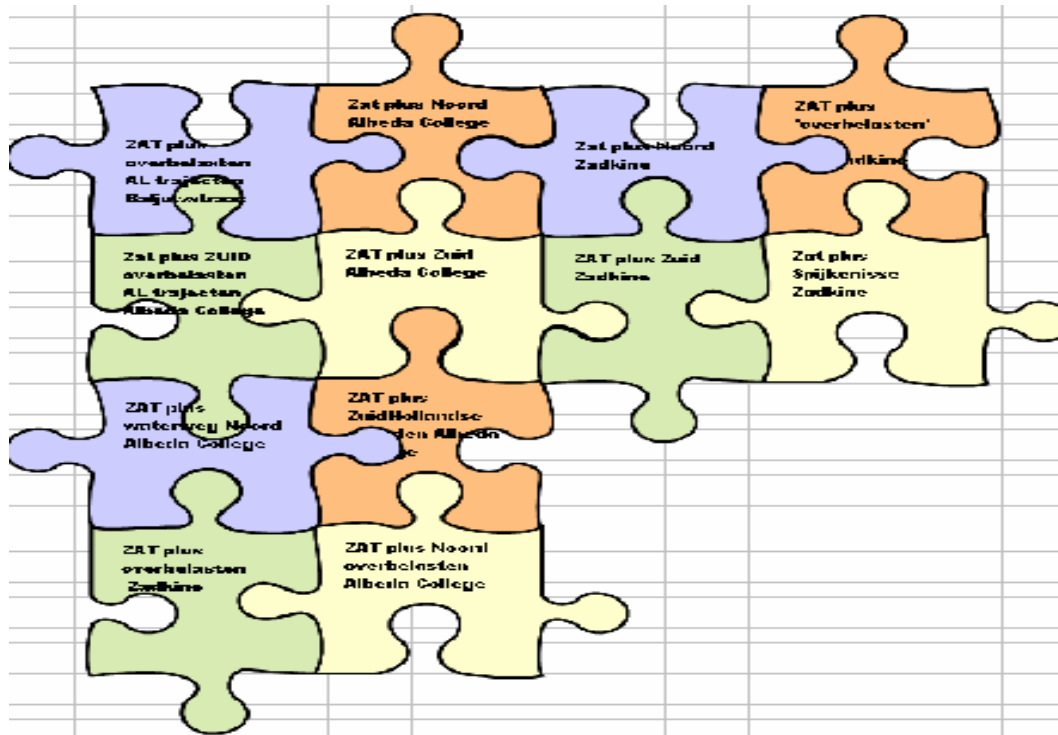 ZAT plus
overbelasten
AL trajecten
Zat plus Noord
Albeda College
Zat plus Noord
Zadkine
ZAT plus
"overbelasten"
Zat plus ZUID
overbelasten
AL trajecten
Albeda College
ZAT plus Zuid
Albeda College
ZAT plus Zuid
Zadkine
Zat plus
Spijkenisse
Zadkine
ZAT plus
waterweg Noord
Albeda College
ZAT plus
ZuidHollandse
Albeda
ZAT plus
overbelasten
Zadkine
ZAT plus Noord
overbelasten
Albeda College